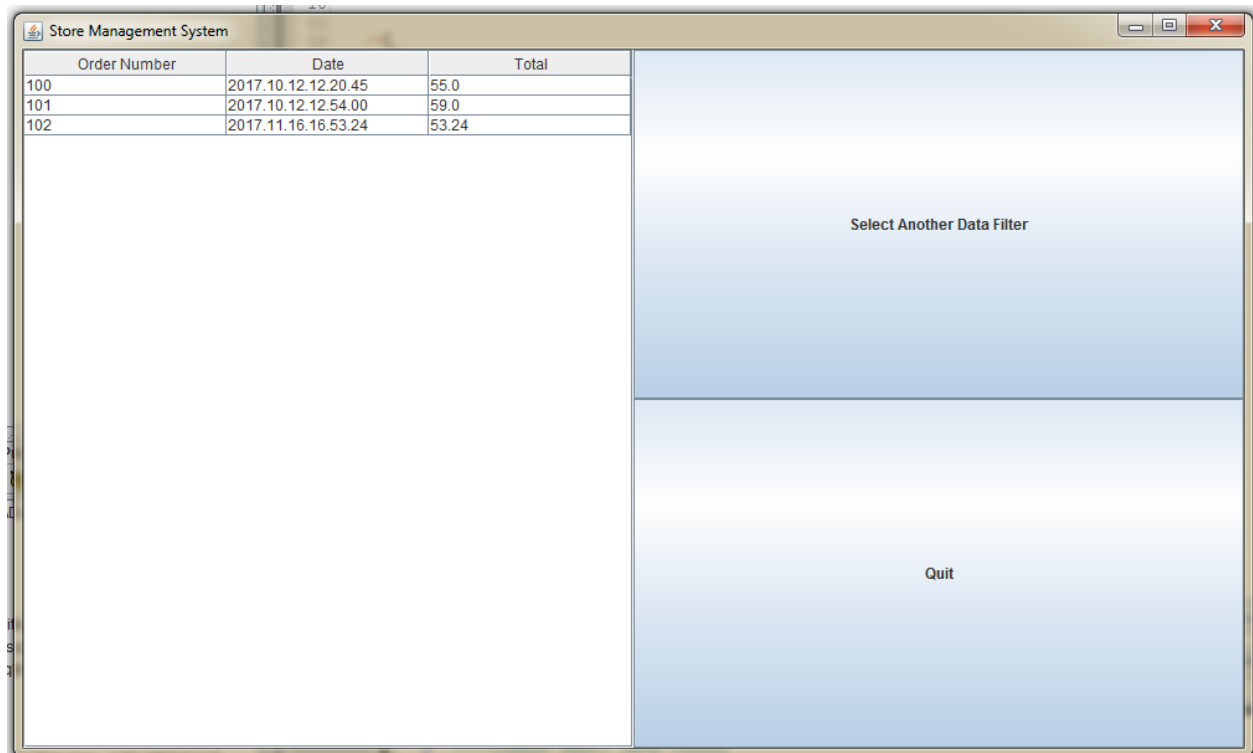 Store Management System
Order Number Date Total
100 2017.10.12.12.20.45 55.0
101 2017.10.12.12.54.00 59.0
102 2017.11.16.16.53.24 53.24
Select Another Data Filter
Quit